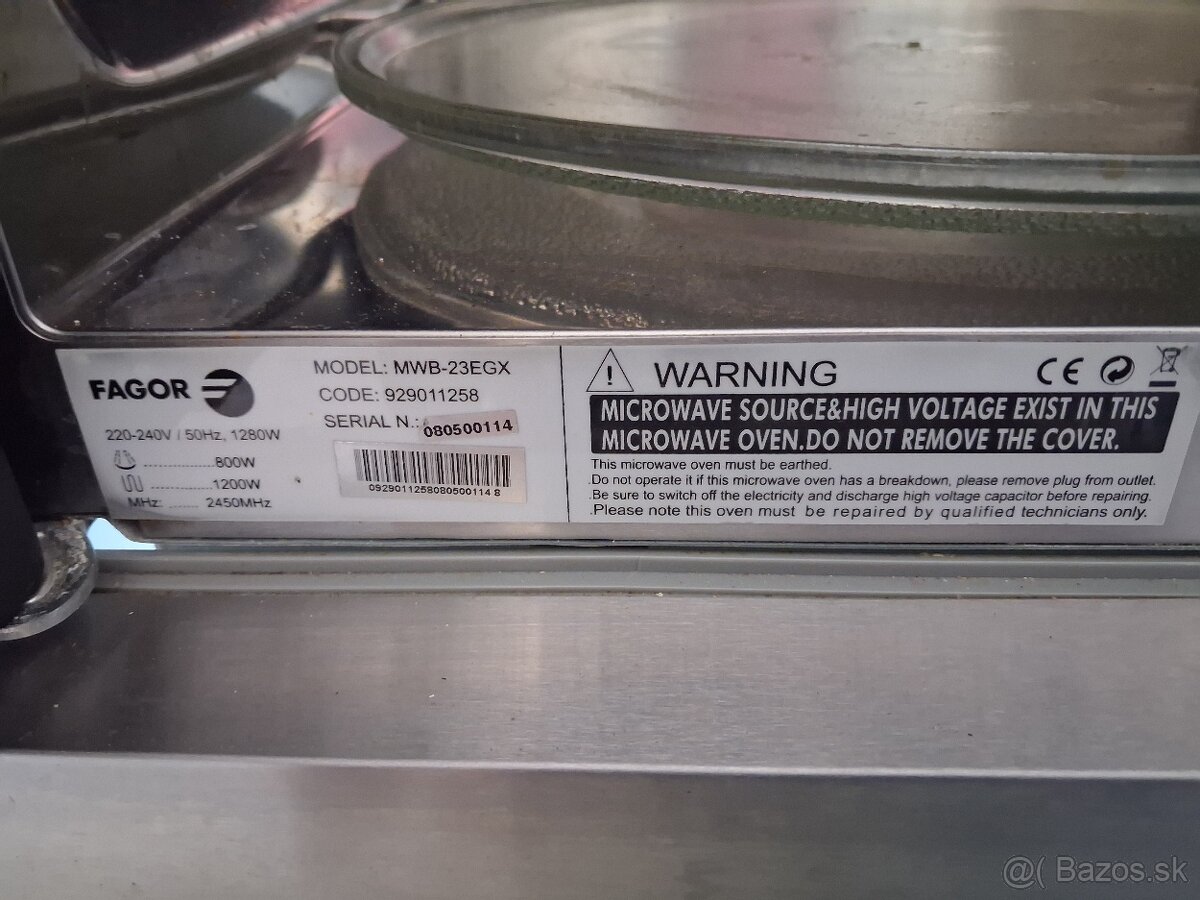 FAGOR
220-240V / 50Hz, 1280W
..................800W
..................1200W
MHz: ....... 2450MHz
MODEL: MWB-23EGX
CODE: 929011258
SERIAL N.: 080500114
0929011258080500114 8
WARNING
CE
MICROWAVE SOURCE&HIGH VOLTAGE EXIST IN THIS
MICROWAVE OVEN.DO NOT REMOVE THE COVER.
This microwave oven must be earthed.
.Do not operate it if this microwave oven has a breakdown, please remove plug from outlet.
.Be sure to switch off the electricity and discharge high voltage capacitor before repairing.
.Please note this oven must be repaired by qualified technicians only.
@( Bazos.sk